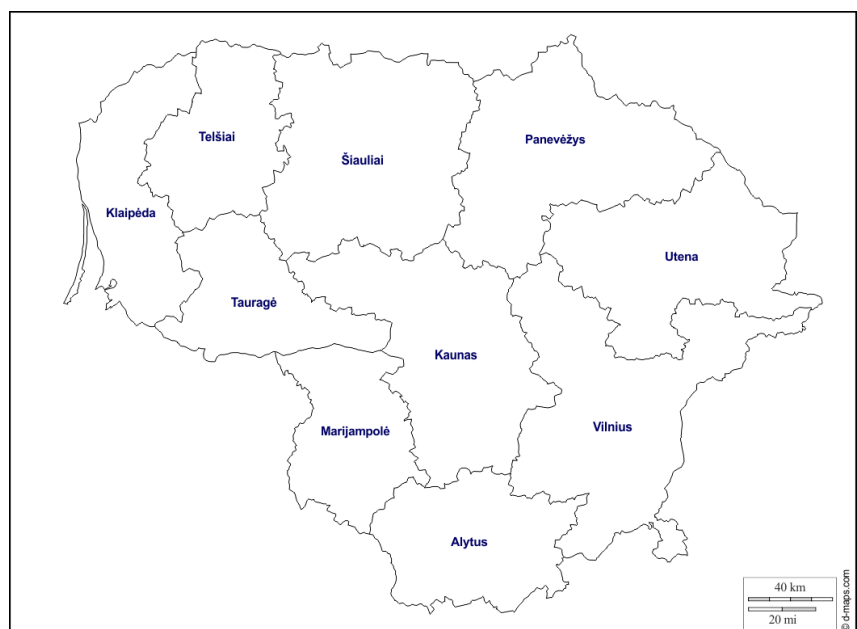 Telšiai
Šiauliai
Panevėžys
Klaipėda
Utena
Tauragė
Kaunas
Marijampolė
Vilnius
Alytus
40 km
20 mi
© d-maps.com